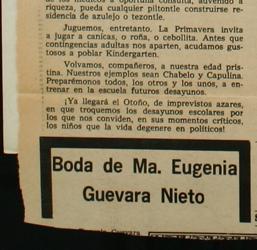 riqueza, pueda cualquier piltonte construirse re-
sidencia de azulejo o tezontle.
Juguemos, entretanto. La Primavera invita
a jugar a canicas, o roña, o cebollita. Antes que
contingencias adultas nos aparten, acudamos gus-
tosos a poblar Kindergarten.
Volvamos, compañeros, a nuestra edad prís-
tina. Nuestros ejemplos sean Chabelo y Capulina.
Preparémonos todos, los otros y los unos, a en-
trenar en la escuela futuros desayunos.
¡Ya llegará el Otoño, de imprevistos azares,
en que troquemos los desayunos escolares por
los que nos conviden, en sus momentos críticos,
los niños que la vida degenere en políticos!
Boda de Ma. Eugenia
Guevara Nieto